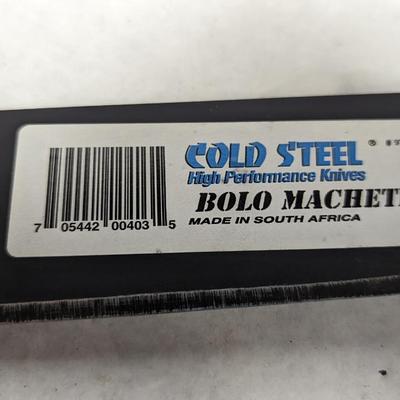 COLD STEEL ®
High Performance Knives
BOLO MACHETE
MADE IN SOUTH AFRICA
7 05442 00403 5